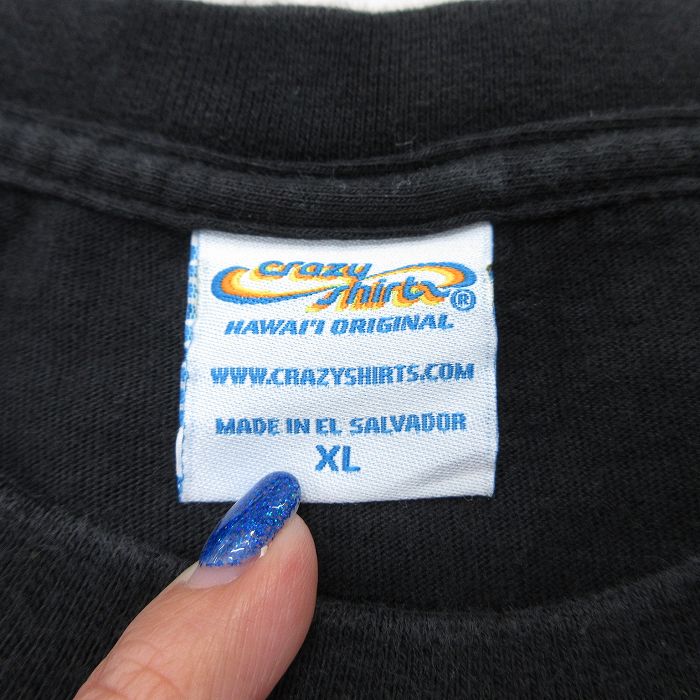 crazy
shirts®
HAWAI'I ORIGINAL
WWW.CRAZYSHIRTS.COM
MADE IN EL SALVADOR
XL